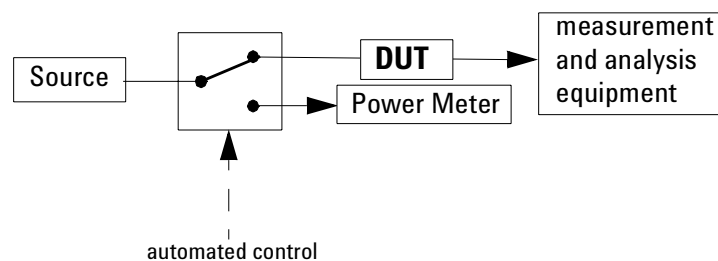 Source
DUT
Power Meter
measurement
and analysis
equipment
automated control